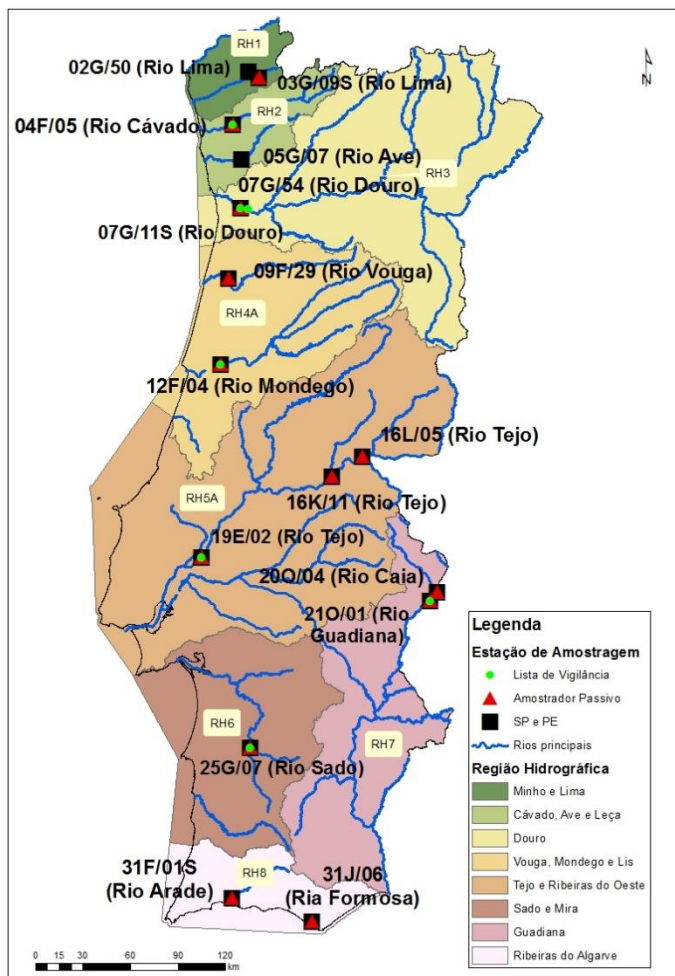 RH1
02G/50 (Rio Lima)
03G/09S (Rio Lima)
RH2
04F/05 (Rio Cávado)
05G/07 (Rio Ave)
07G/54 (Rio Douro)
RH3
07G/11S (Rio Douro)
09F/29 (Rio Vouga)
RH4A
12F/04 (Rio Mondego)
16L/05 (Rio Tejo)
RH5A
16K/11 (Rio Tejo)
19E/02 (Rio Tejo)
20O/04 (Rio Caia)
21O/01 (Rio
Guadiana)
RH6
RH7
25G/07 (Rio Sado)
31F/01S
(Rio Arade)
RH8
31J/06
(Ria Formosa)
N
Legenda
Estação de Amostragem
Lista de Vigilância
Amostrador Passivo
SP e PE
Rios principais
Região Hidrográfica
Minho e Lima
Cávado, Ave e Leça
Douro
Vouga, Mondego e Lis
Tejo e Ribeiras do Oeste
Sado e Mira
Guadiana
Ribeiras do Algarve
0 15 30 60 90 120
km